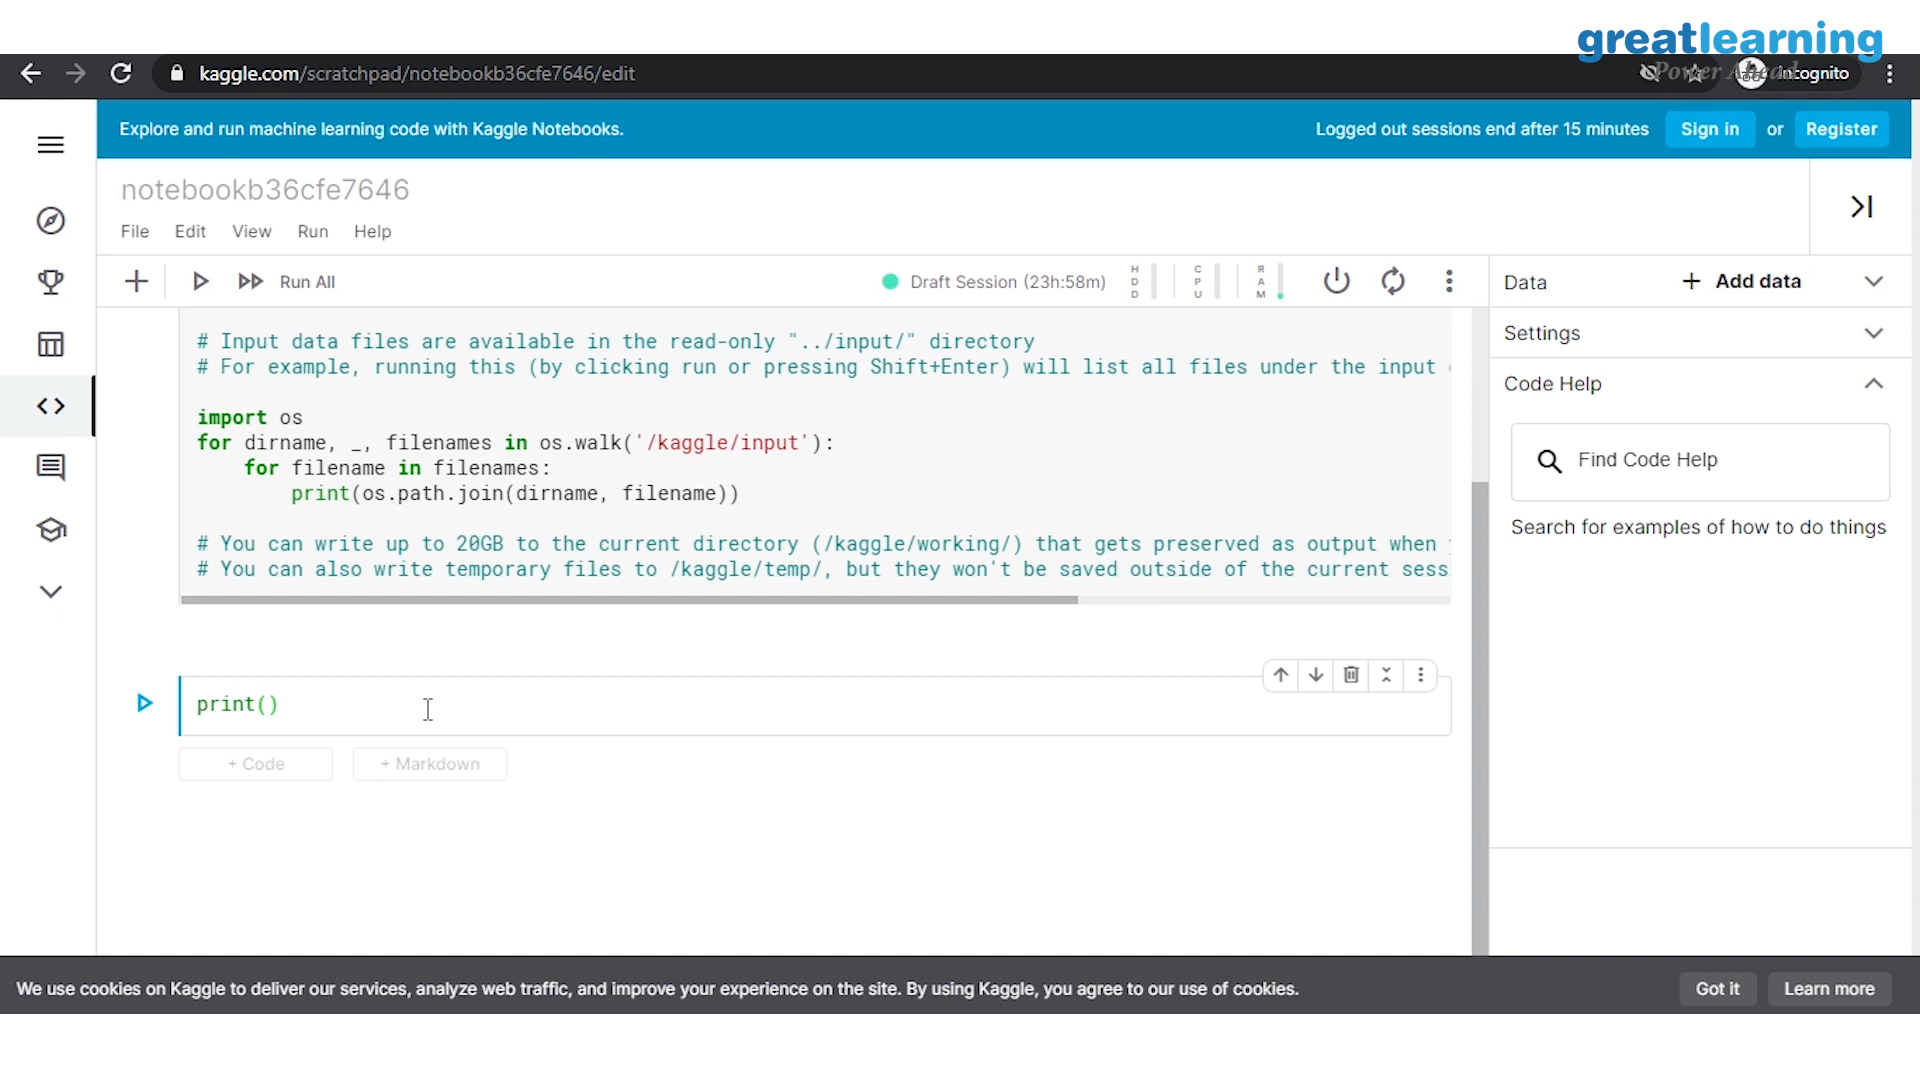 greatlearning
Power Ahead
kaggle.com/scratchpad/notebookb36cfe7646/edit
Incognito
Explore and run machine learning code with Kaggle Notebooks.
Logged out sessions end after 15 minutes
Sign in
or
Register
notebookb36cfe7646
File Edit View Run Help
Run All
Draft Session (23h:58m)
HDD
CPU
RAM
Data
+ Add data
Settings
Code Help
Find Code Help
Search for examples of how to do things
# Input data files are available in the read-only "../input/" directory
# For example, running this (by clicking run or pressing Shift+Enter) will list all files under the input
import os
for dirname, _, filenames in os.walk('/kaggle/input'):
    for filename in filenames:
        print(os.path.join(dirname, filename))
# You can write up to 20GB to the current directory (/kaggle/working/) that gets preserved as output when
# You can also write temporary files to /kaggle/temp/, but they won't be saved outside of the current sess
print()
+ Code
+ Markdown
We use cookies on Kaggle to deliver our services, analyze web traffic, and improve your experience on the site. By using Kaggle, you agree to our use of cookies.
Got it
Learn more